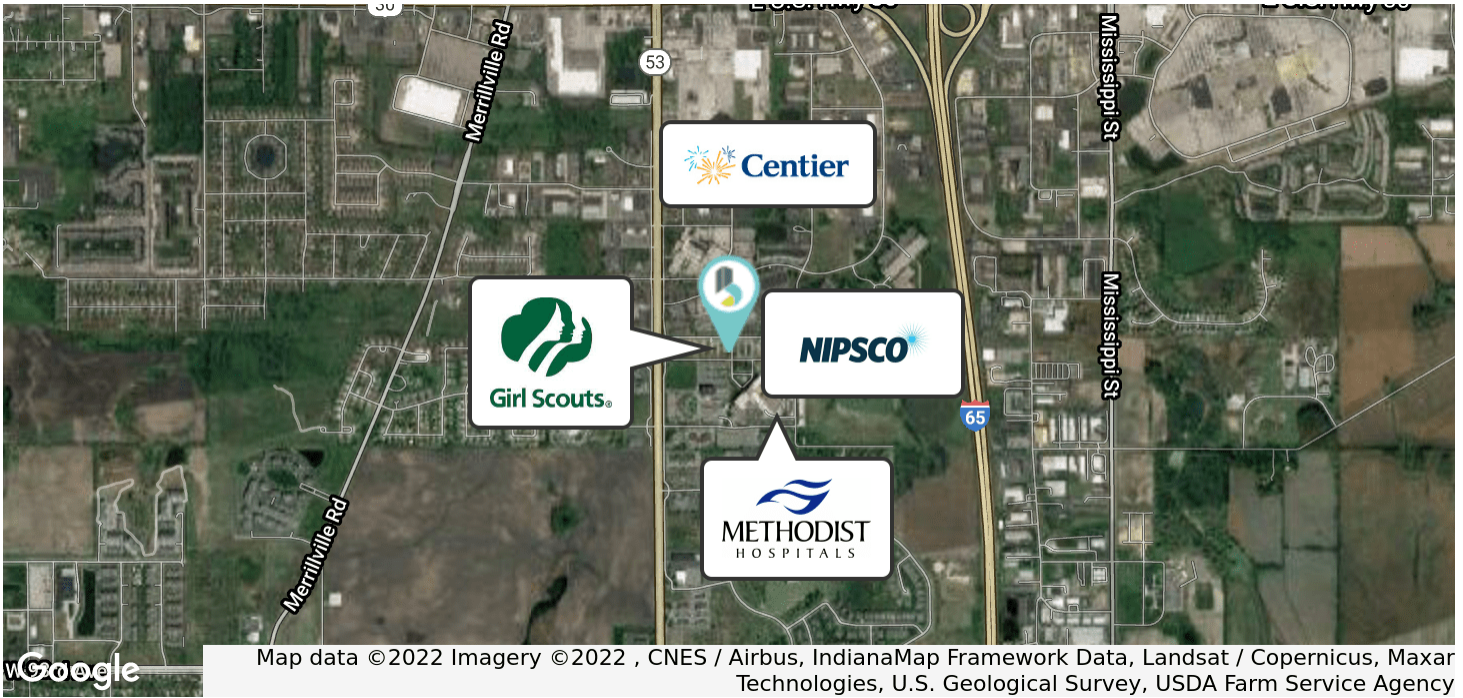 30
53
Merrillville Rd
Mississippi St
Centier
Girl Scouts®
NIPSCO
Mississippi St
65
METHODIST
HOSPITALS
Merrillville Rd
Google
Map data ©2022 Imagery ©2022 , CNES / Airbus, IndianaMap Framework Data, Landsat / Copernicus, Maxar
Technologies, U.S. Geological Survey, USDA Farm Service Agency